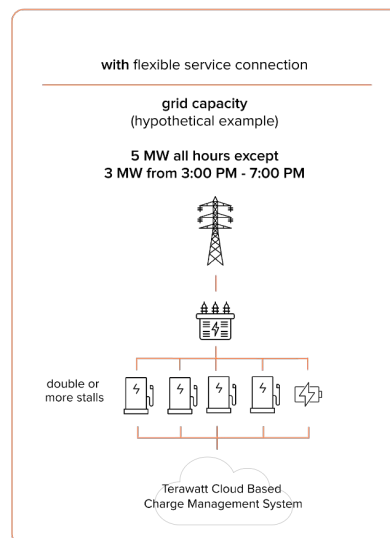 with flexible service connection
grid capacity
(hypothetical example)
5 MW all hours except
3 MW from 3:00 PM - 7:00 PM
double or
more stalls
Terawatt Cloud Based
Charge Management System